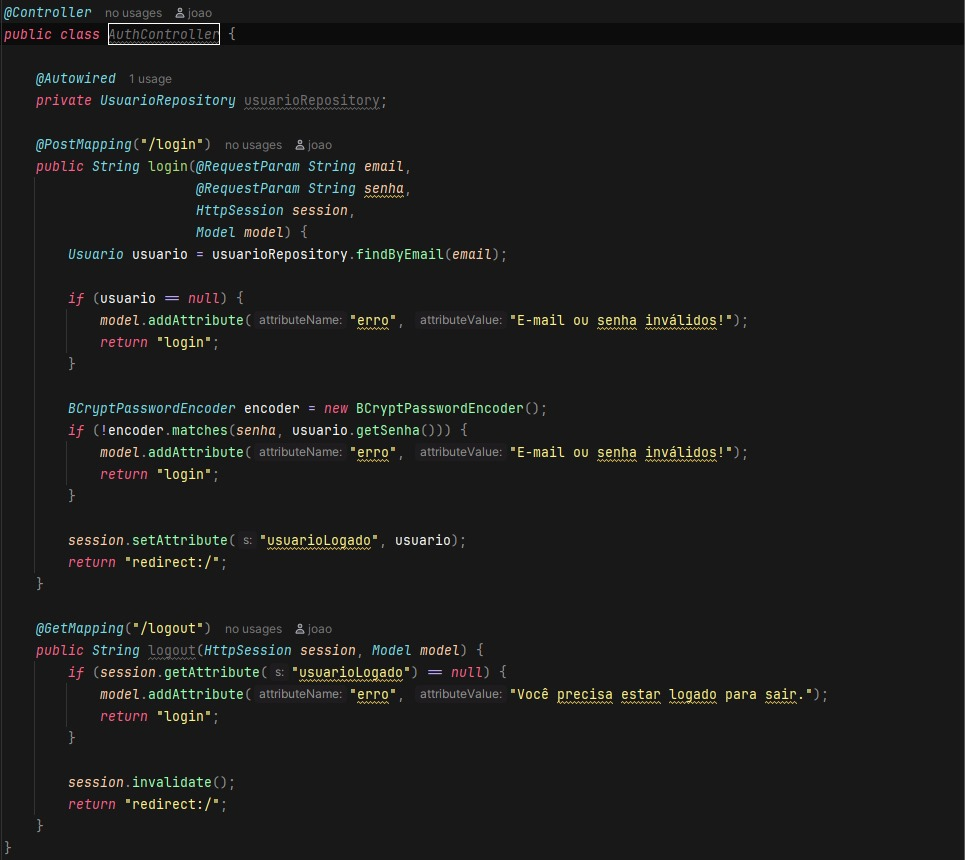 @Controller no usages joao
public class AuthController {
@Autowired 1 usage
private UsuarioRepository usuarioRepository;
@PostMapping("/login") no usages joao
public String login(@RequestParam String email,
@RequestParam String senha,
HttpSession session,
Model model) {
Usuario usuario = usuarioRepository.findByEmail(email);
if (usuario == null) {
model.addAttribute( attributeName: "erro", attributeValue: "E-mail ou senha inválidos!");
return "login";
}
BCryptPasswordEncoder encoder = new BCryptPasswordEncoder();
if (!encoder.matches(senha, usuario.getSenha())) {
model.addAttribute( attributeName: "erro", attributeValue: "E-mail ou senha inválidos!");
return "login";
}
session.setAttribute( s: "usuarioLogado", usuario);
return "redirect:/";
}
@GetMapping("/logout") no usages joao
public String logout(HttpSession session, Model model) {
if (session.getAttribute( s: "usuarioLogado") == null) {
model.addAttribute( attributeName: "erro", attributeValue: "Você precisa estar logado para sair.");
return "login";
}
session.invalidate();
return "redirect:/";
}
}